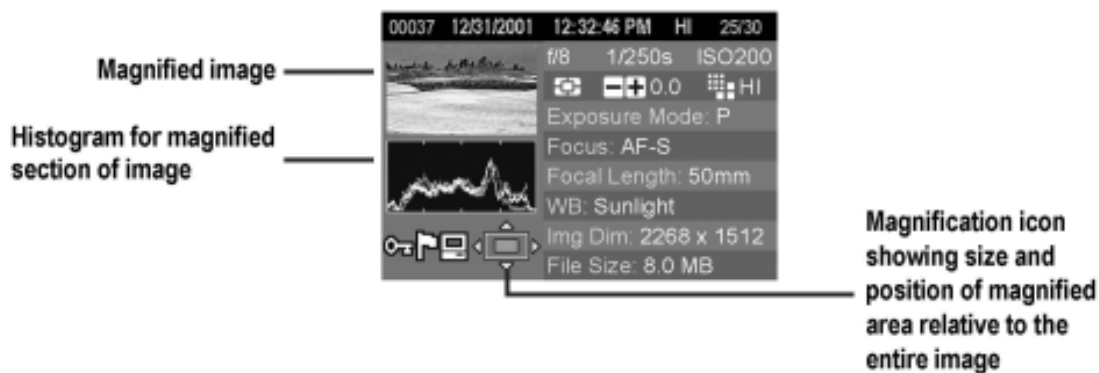 00037 12/31/2001 12:32:46 PM HI 25/30
Magnified image
f/8 1/250s ISO200
0.0 HI
Exposure Mode: P
Histogram for magnified
section of image
Focus: AF-S
Focal Length: 50mm
WB: Sunlight
Img Dim: 2268 x 1512
File Size: 8.0 MB
Magnification icon
showing size and
position of magnified
area relative to the
entire image